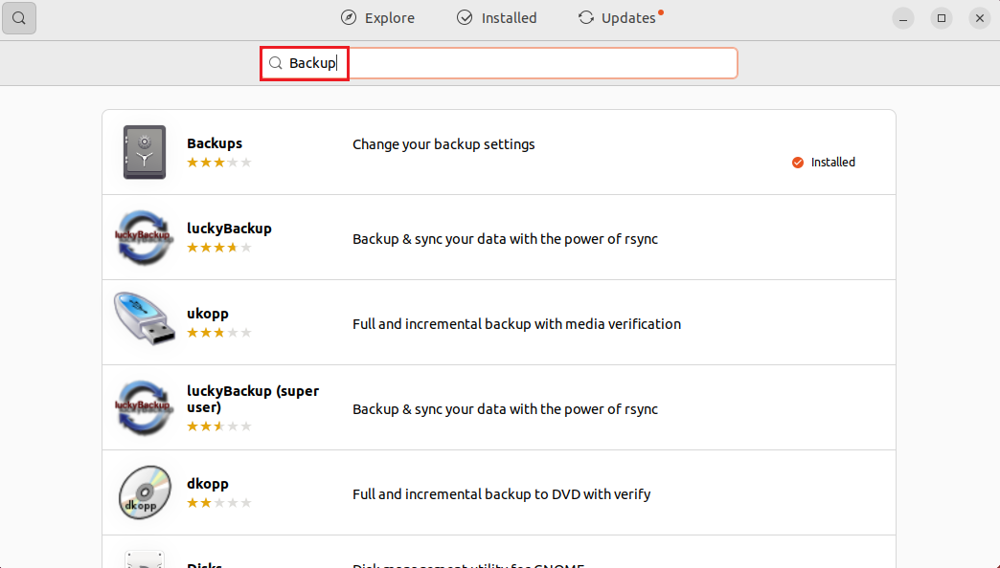 Explore
Installed
Updates
Backup
Backups
Change your backup settings
Installed
luckyBackup
luckyBackup
Backup & sync your data with the power of rsync
ukopp
Full and incremental backup with media verification
luckyBackup (super
user)
luckyBackup
Backup & sync your data with the power of rsync
dkopp
dkopp
Full and incremental backup to DVD with verify
Disks
Disk management utility for GNOME